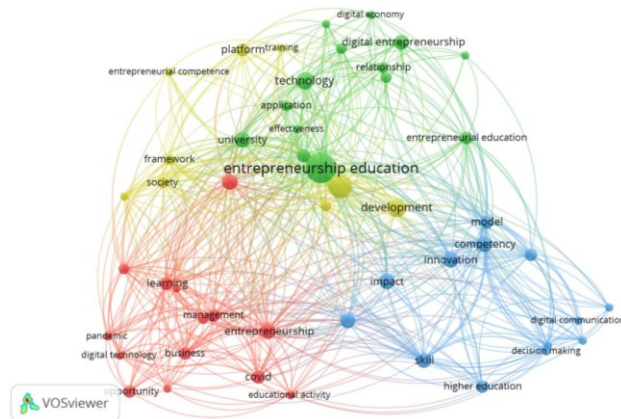 digital economy
platform
training
digital entrepreneurship
entrepreneurial competence
relationship
technology
application
effectiveness
university
entrepreneurial education
framework
entrepreneurship education
society
development
model
competency
innovation
learning
impact
management
digital communication
pandemic
entrepreneurship
digital technology
business
decision making
skill
covid
higher education
opportunity
educational activity
VOSviewer